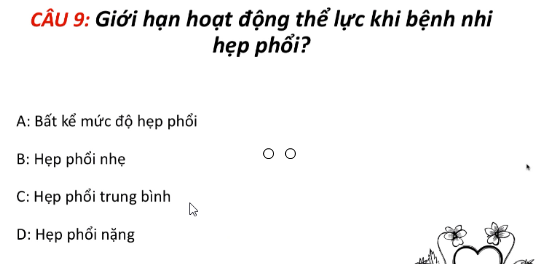 CÂU 9: Giới hạn hoạt động thể lực khi bệnh nhi
hẹp phổi?
A: Bất kể mức độ hẹp phổi
B: Hẹp phổi nhẹ
C: Hẹp phổi trung bình
D: Hẹp phổi nặng